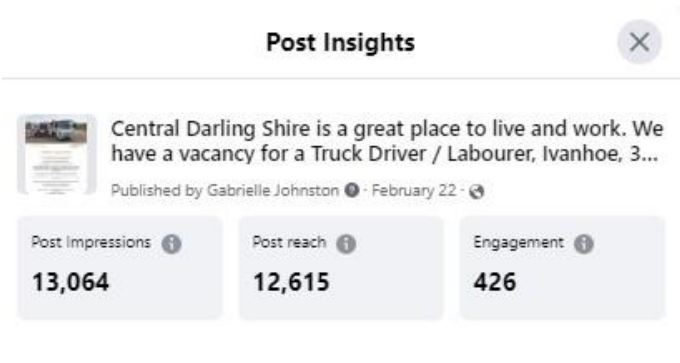 Post Insights
Central Darling Shire is a great place to live and work. We
have a vacancy for a Truck Driver / Labourer, Ivanhoe, 3...
Published by Gabrielle Johnston · February 22 ·
Post Impressions
Post reach
Engagement
13,064
12,615
426